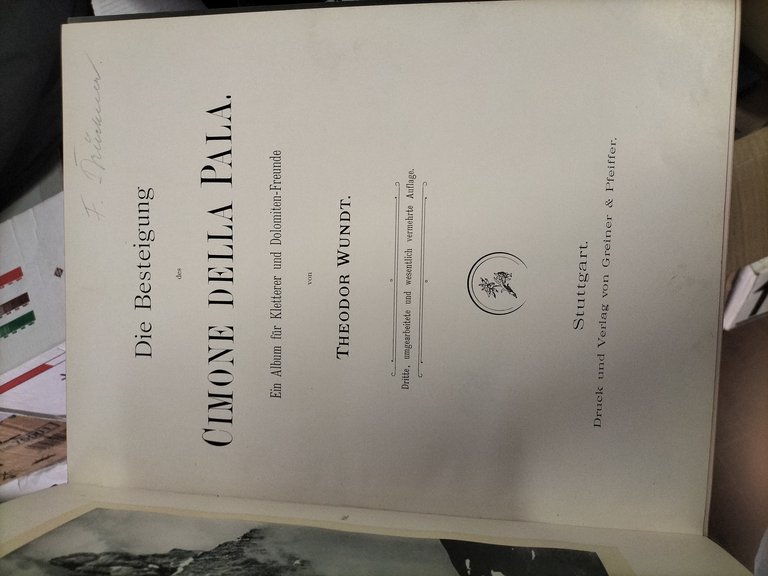 Die Besteigung
des
CIMONE DELLA PALA.
Ein Album für Kletterer und Dolomiten-Freunde
von
THEODOR WUNDT.
Dritte, umgearbeitete und wesentlich vermehrte Auflage.
Stuttgart.
Druck und Verlag von Greiner & Pfeiffer.